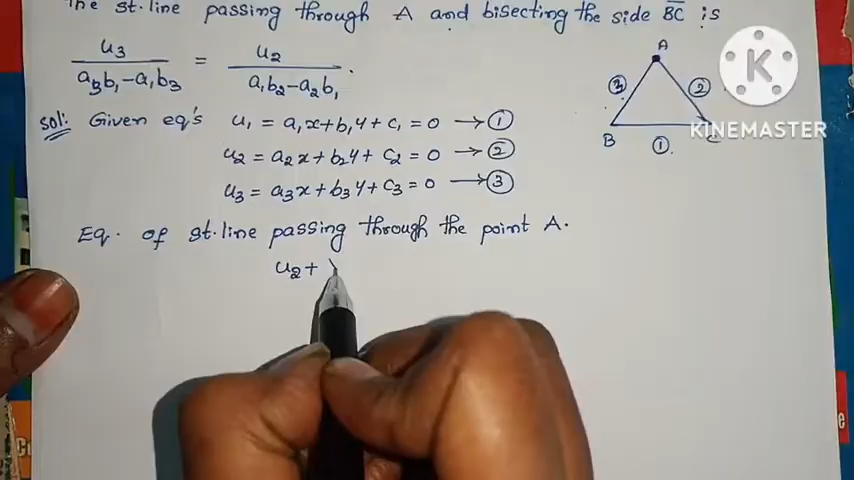 The st.line passing through A and bisecting the side BC is
u3 / (a3b1-a1b3) = u2 / (a1b2-a2b1).
Sol: Given eq's u1 = a1x+b1y+c1 = 0 → ①
u2 = a2x+b2y+c2 = 0 → ②
u3 = a3x+b3y+c3 = 0 → ③
Eq. of st.line passing through the point A.
u2+
A
③ ②
B ① C
K
KINEMASTER